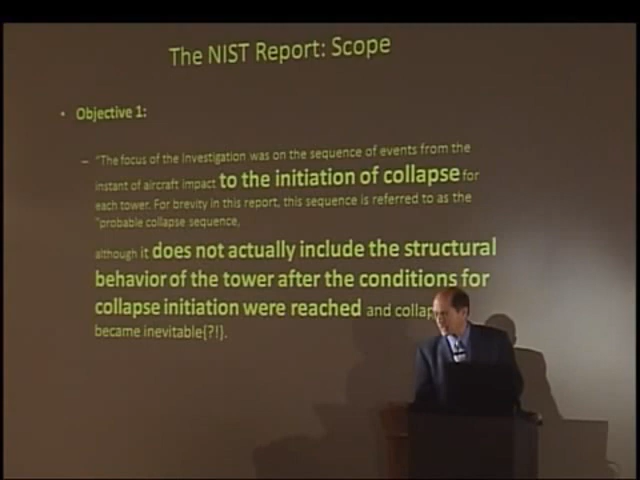 The NIST Report: Scope
• Objective 1:
– "The focus of the Investigation was on the sequence of events from the
instant of aircraft impact to the initiation of collapse for
each tower. For brevity in this report, this sequence is referred to as the
"probable collapse sequence,
although it does not actually include the structural
behavior of the tower after the conditions for
collapse initiation were reached and collap
became inevitable{?!}.